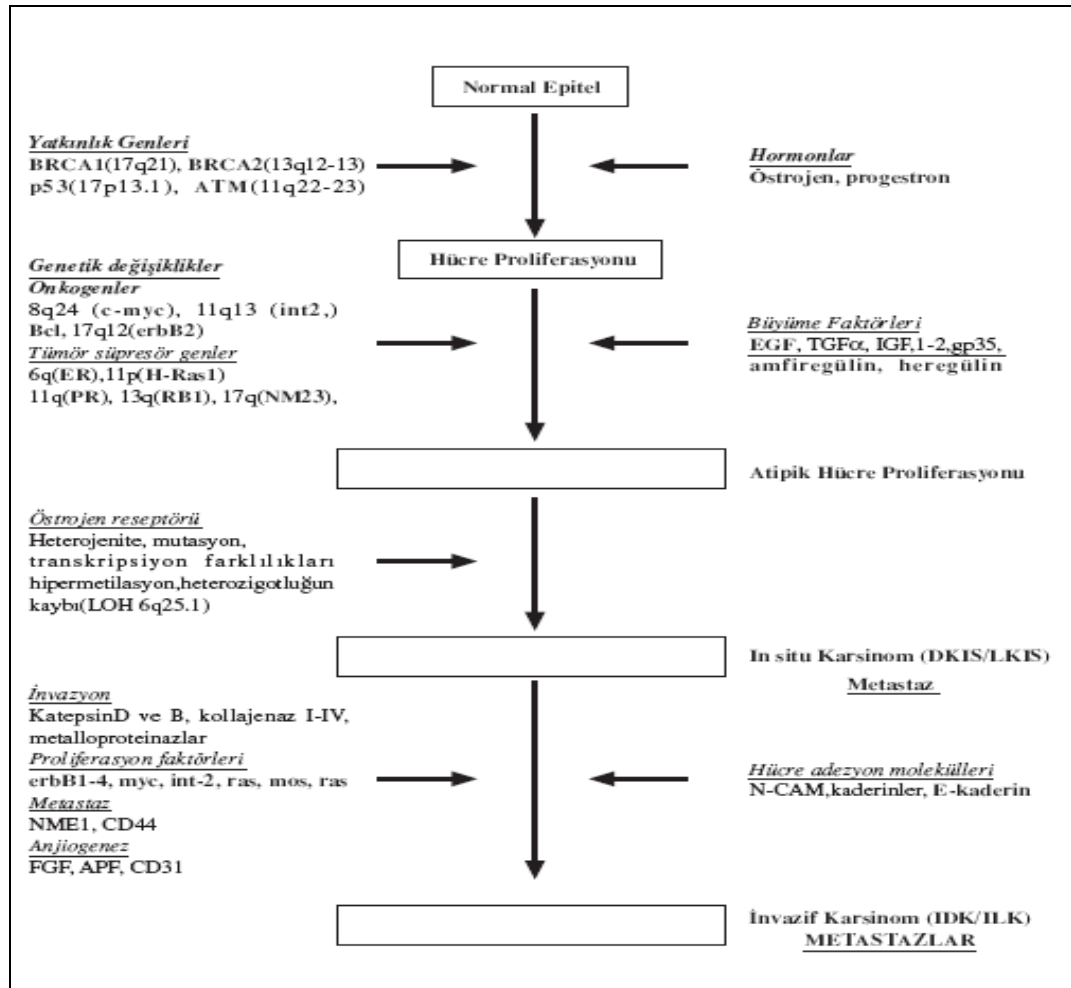 Normal Epitel
Yatkınlık Genleri
BRCA1(17q21), BRCA2(13q12-13)
p53(17p13.1), ATM(11q22-23)
Hormonlar
Östrojen, progestron
Hücre Proliferasyonu
Genetik değişiklikler
Onkogenler
8q24 (c-myc), 11q13 (int2,)
Bcl, 17q12(erbB2)
Tümör süpresör genler
6q(ER),11p(H-Ras1)
11q(PR), 13q(RB1), 17q(NM23),
Büyüme Faktörleri
EGF, TGFα, IGF,1-2,gp35,
amfiregülin, heregülin
Atipik Hücre Proliferasyonu
Östrojen reseptörü
Heterojenite, mutasyon,
transkripsiyon farklılıkları
hipermetilasyon,heterozigotluğun
kaybı(LOH 6q25.1)
In situ Karsinom (DKIS/LKIS)
Metastaz
İnvazyon
KatepsinD ve B, kollajenaz I-IV,
metalloproteinazlar
Proliferasyon faktörleri
erbB1-4, myc, int-2, ras, mos, ras
Metastaz
NME1, CD44
Anjiogenez
FGF, APF, CD31
Hücre adezyon molekülleri
N-CAM,kaderinler, E-kaderin
İnvazif Karsinom (IDK/ILK)
METASTAZLAR